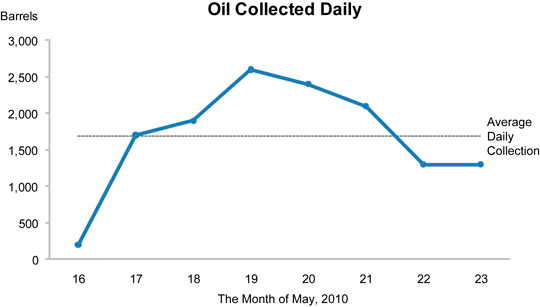 Oil Collected Daily
Barrels
3,000
2,500
2,000
1,500
1,000
500
0
Average
Daily
Collection
16 17 18 19 20 21 22 23
The Month of May, 2010